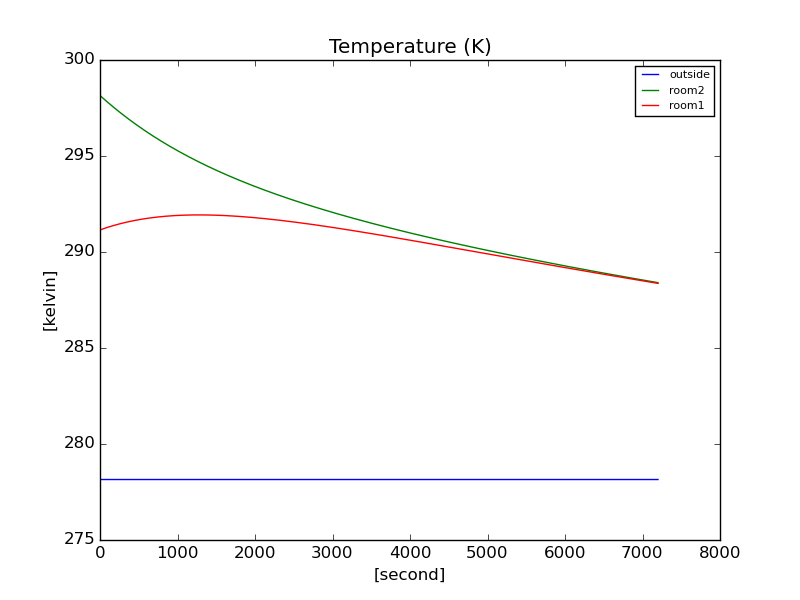 Temperature (K)
300
295
290
285
280
275
[kelvin]
outside
room2
room1
0 1000 2000 3000 4000 5000 6000 7000 8000
[second]